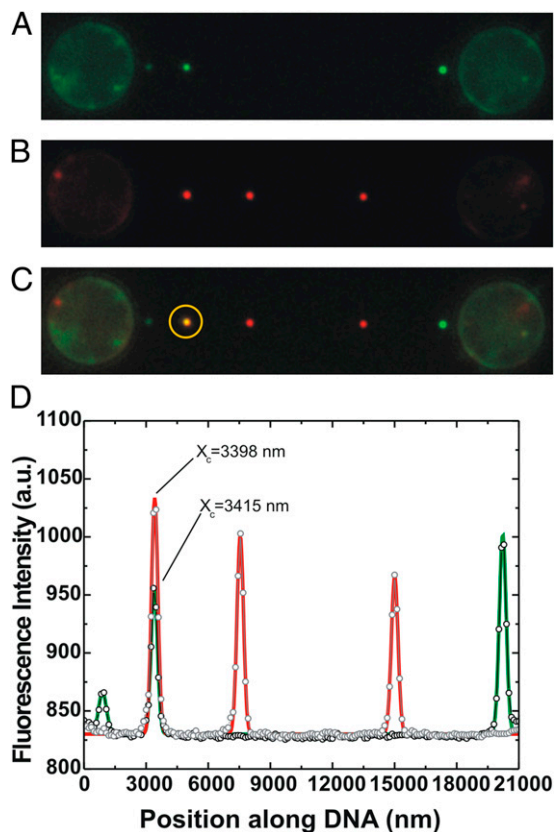 A
B
C
D
1100
1050
1000
950
900
850
800
Fluorescence Intensity (a.u.)
Xc=3398 nm
Xc=3415 nm
0 3000 6000 9000 12000 15000 18000 21000
Position along DNA (nm)